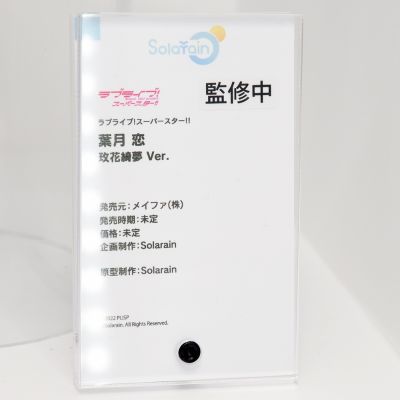 Solarain
ラブライブ!
スーパースター!!
監修中
ラブライブ!スーパースター!!
葉月 恋
玫花綺夢 Ver.
発売元:メイファ(株)
発売時期:未定
価格:未定
企画制作:Solarain
原型制作:Solarain
2022 PLSP
Solarain. All Rights Reserved.